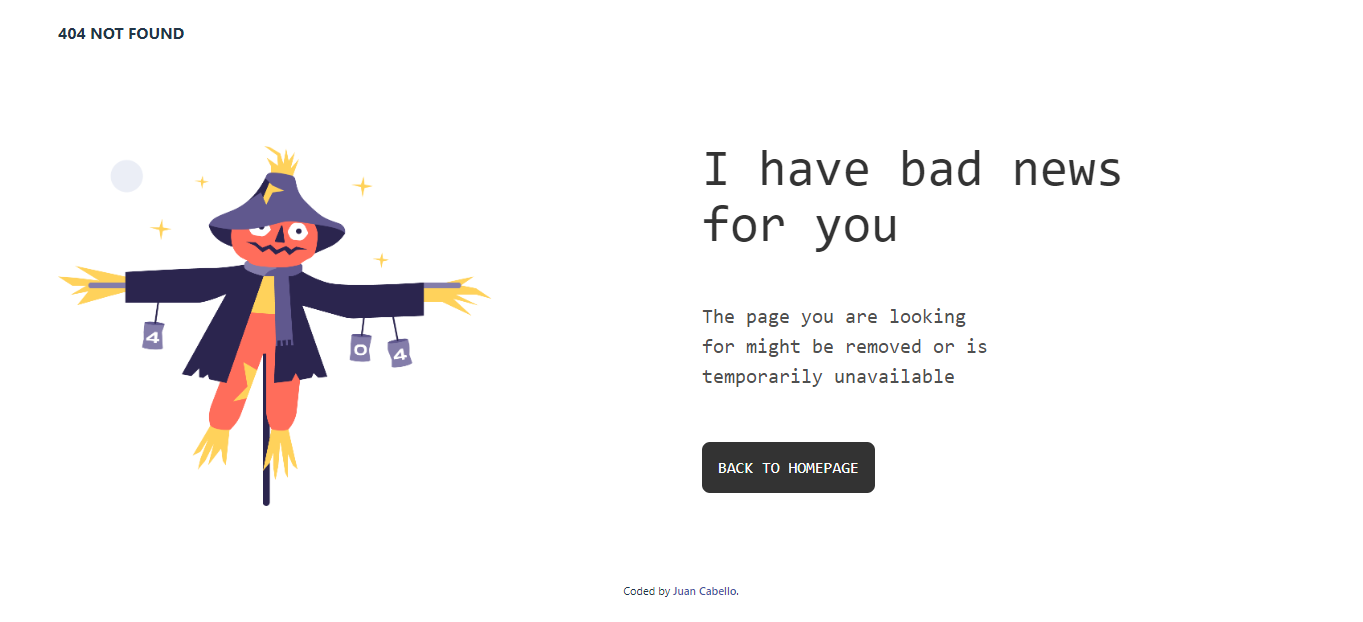 404 NOT FOUND
I have bad news
for you
4
0
4
The page you are looking
for might be removed or is
temporarily unavailable
BACK TO HOMEPAGE
Coded by Juan Cabello.